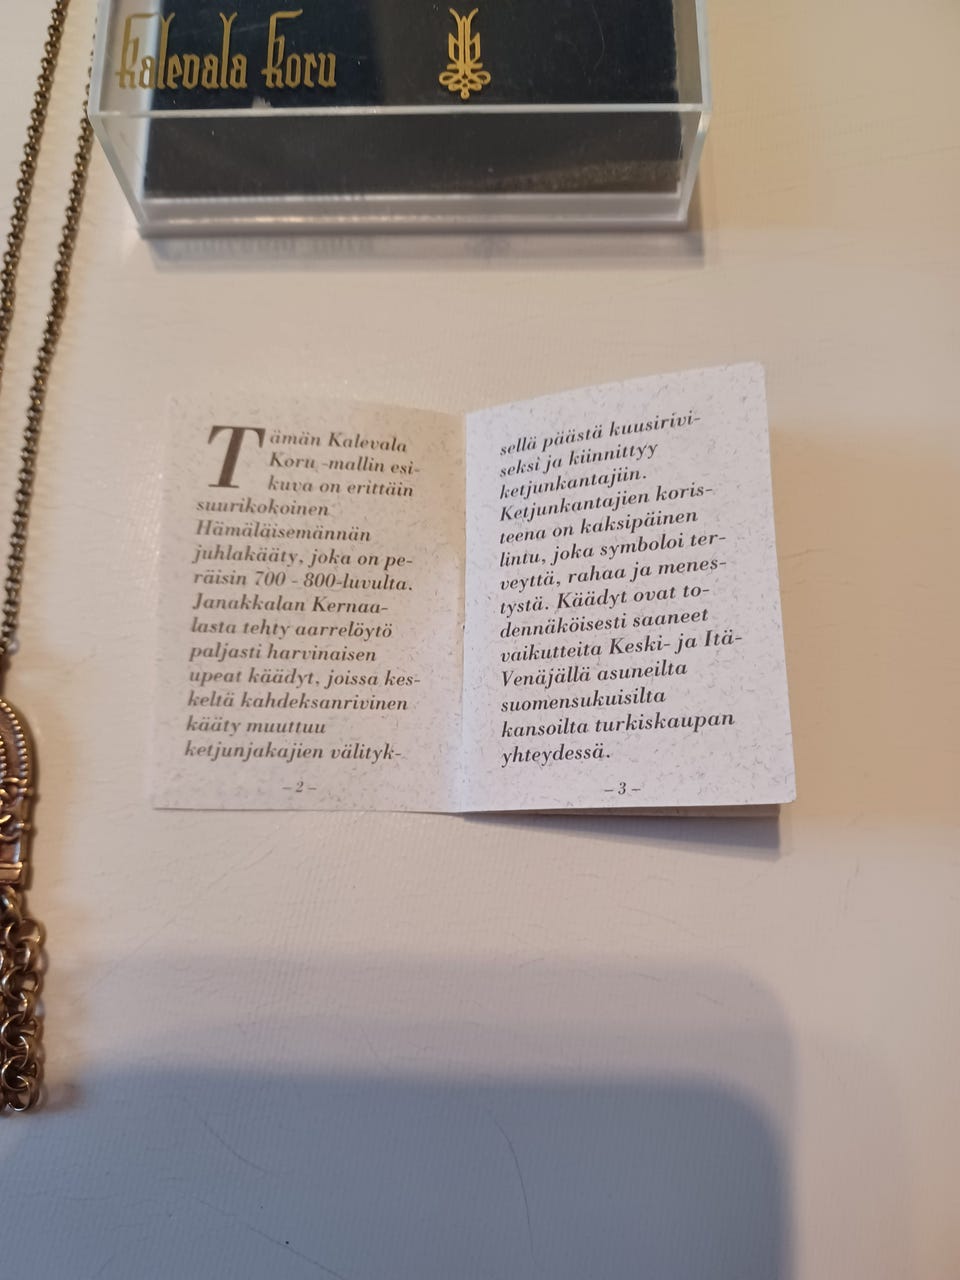 Kalevala Koru
Tämän Kalevala
Koru -mallin esi-
kuva on erittäin
suurikokoinen
Hämäläisemännän
juhlakääty, joka on pe-
räisin 700 - 800-luvulta.
Janakkalan Kernaa-
lasta tehty aarrelöytö
paljasti harvinaisen
upeat käädyt, joissa kes-
keltä kahdeksanrivinen
kääty muuttuu
ketjunjakajien välityk-
- 2 -
sellä päästä kuusirivi-
seksi ja kiinnittyy
ketjunkantajiin.
Ketjunkantajien koris-
teena on kaksipäinen
lintu, joka symboloi ter-
veyttä, rahaa ja menes-
tystä. Käädyt ovat to-
dennäköisesti saaneet
vaikutteita Keski- ja Itä-
Venäjällä asuneilta
suomensukuisilta
kansoilta turkiskaupan
yhteydessä.
- 3 -